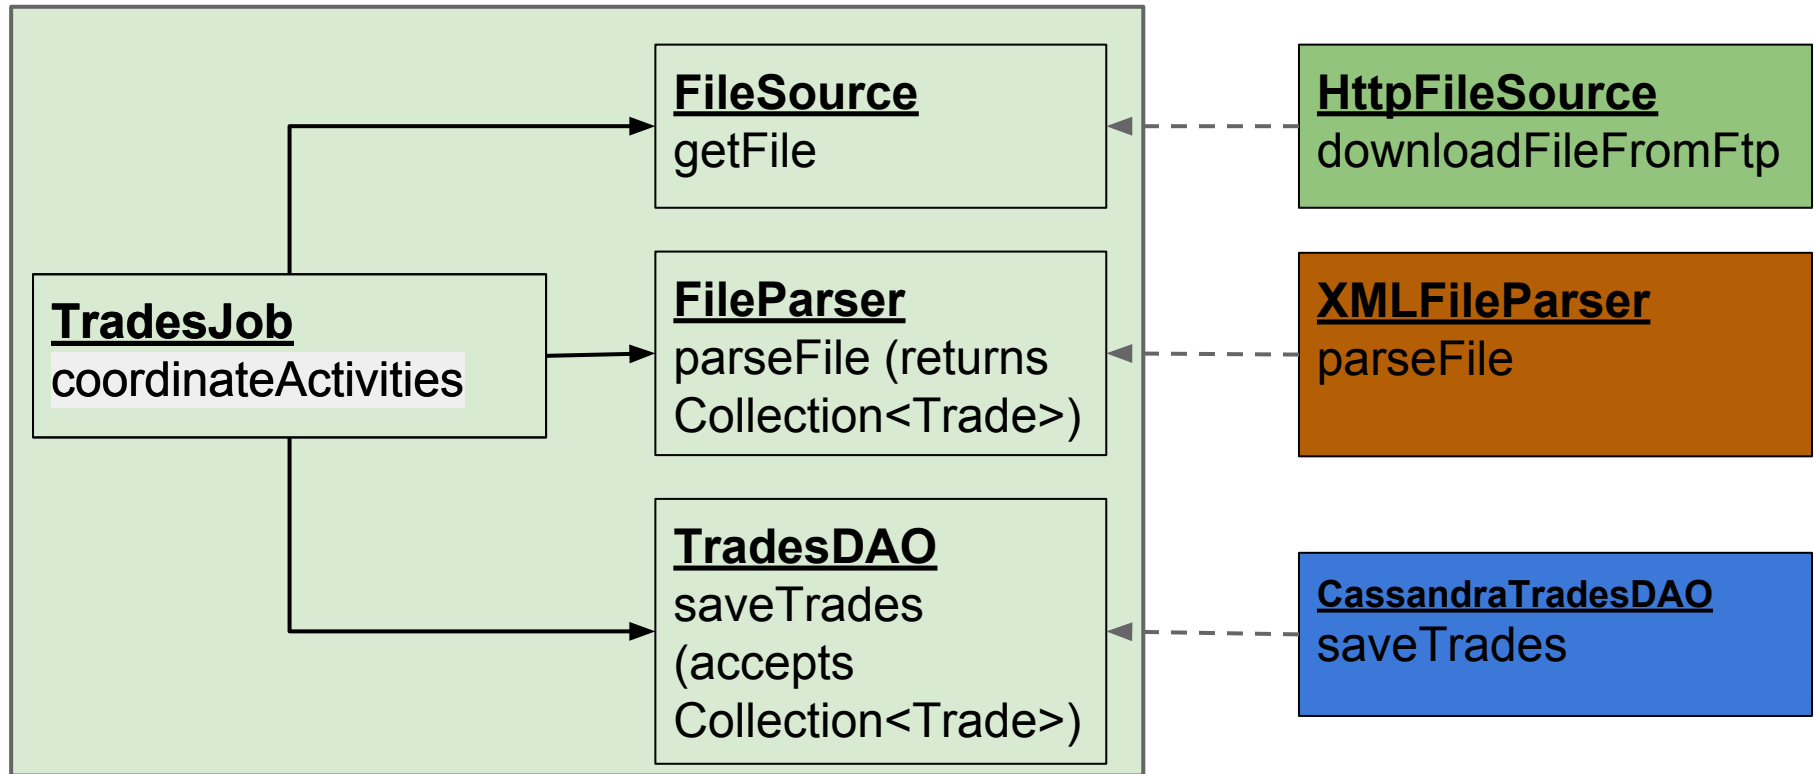 FileSource
getFile
HttpFileSource
downloadFileFromFtp
TradesJob
coordinateActivities
FileParser
parseFile (returns
Collection<Trade>)
XMLFileParser
parseFile
TradesDAO
saveTrades
(accepts
Collection<Trade>)
CassandraTradesDAO
saveTrades